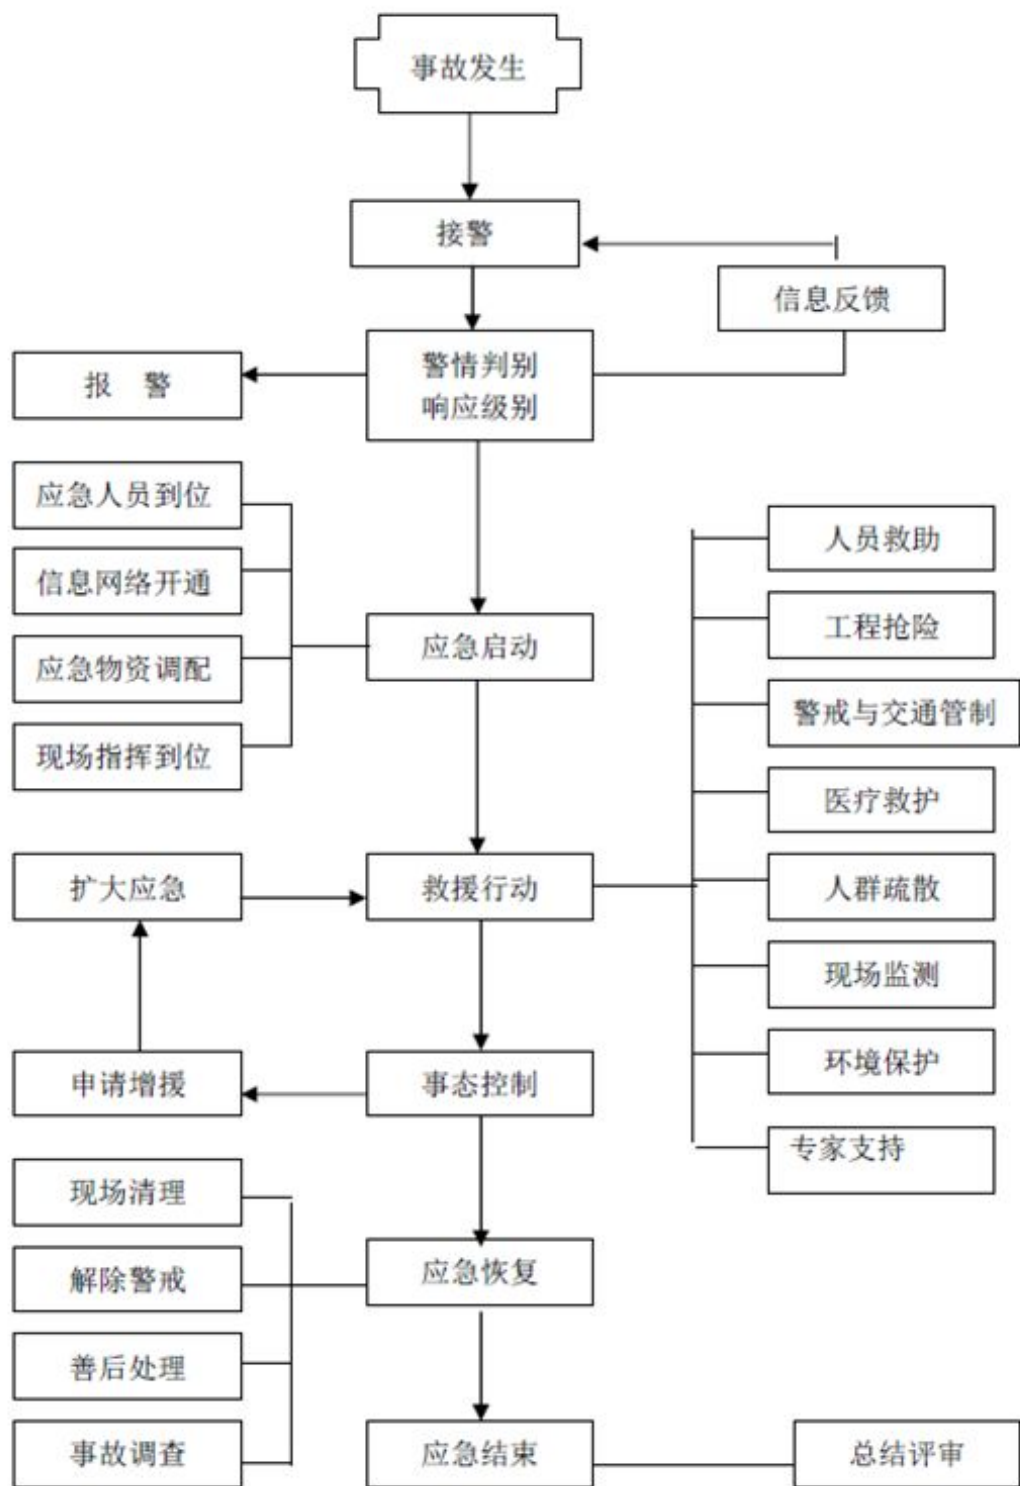 事故发生
接警
信息反馈
警情判别
响应级别
报 警
应急人员到位
信息网络开通
应急物资调配
现场指挥到位
应急启动
人员救助
工程抢险
警戒与交通管制
医疗救护
人群疏散
现场监测
环境保护
专家支持
扩大应急
救援行动
申请增援
事态控制
现场清理
解除警戒
善后处理
事故调查
应急恢复
应急结束
总结评审